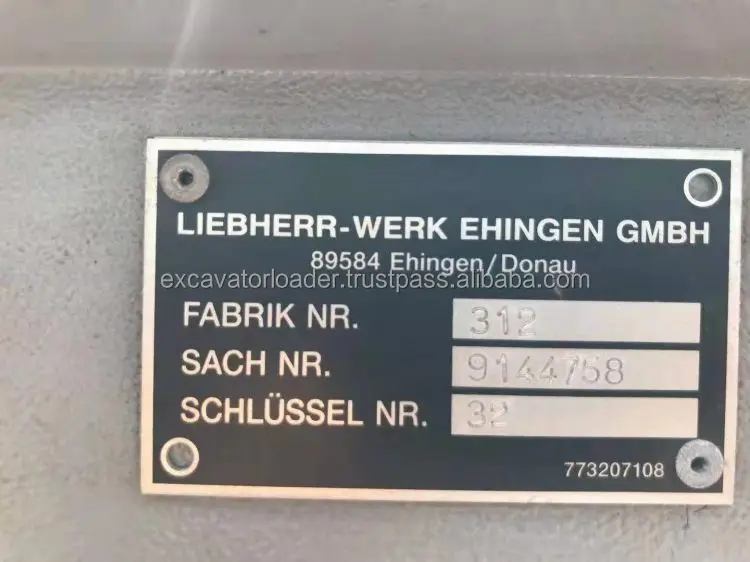 LIEBHERR-WERK EHINGEN GMBH
89584 Ehingen/Donau
excavatorloader.trustpass.alibaba.com
FABRIK NR. 312
SACH NR. 9144758
SCHLÜSSEL NR. 32
773207108